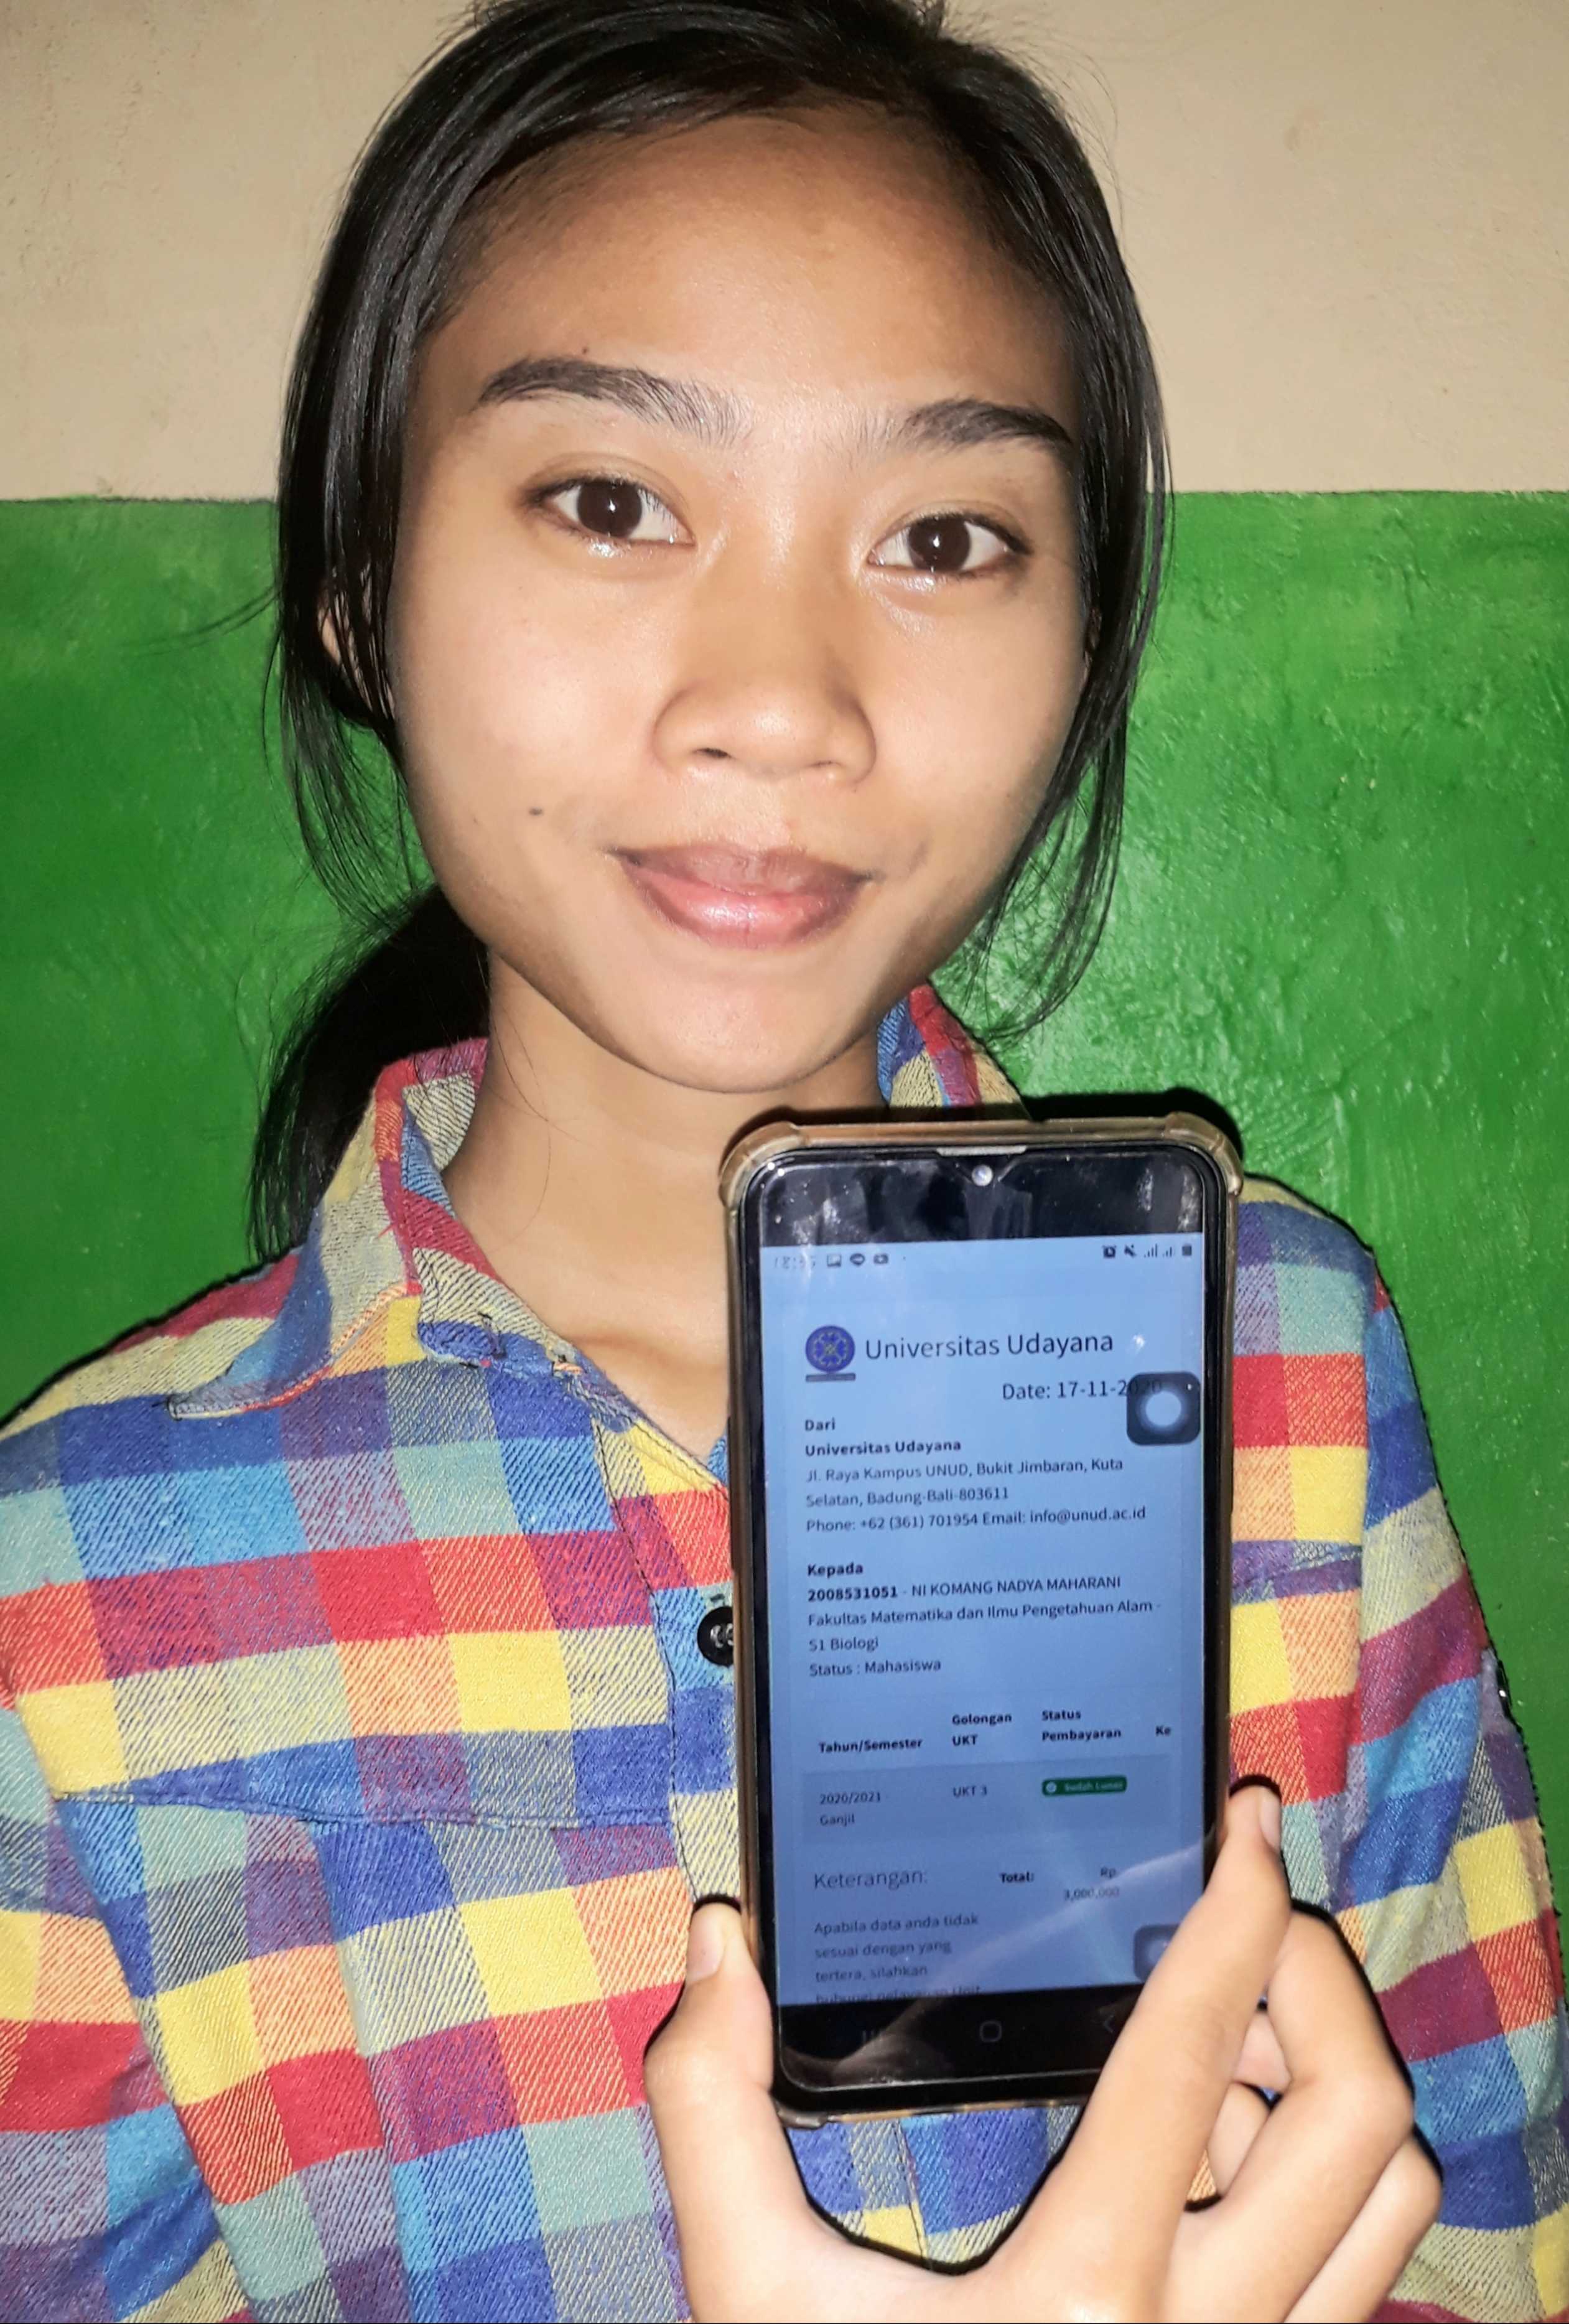 Universitas Udayana
Date: 17-11-2020
Dari
Universitas Udayana
Jl. Raya Kampus UNUD, Bukit Jimbaran, Kuta
Selatan, Badung-Bali-803611
Phone: +62 (361) 701954 Email: info@unud.ac.id
Kepada
2008531051 - NI KOMANG NADYA MAHARANI
Fakultas Matematika dan Ilmu Pengetahuan Alam -
S1 Biologi
Status : Mahasiswa
Tahun/Semester Golongan UKT Status Pembayaran Ke
2020/2021 Ganjil UKT 3 Sudah Lunas
Keterangan: Total: Rp 3,000,000
Apabila data anda tidak
sesuai dengan yang
tertera, silahkan